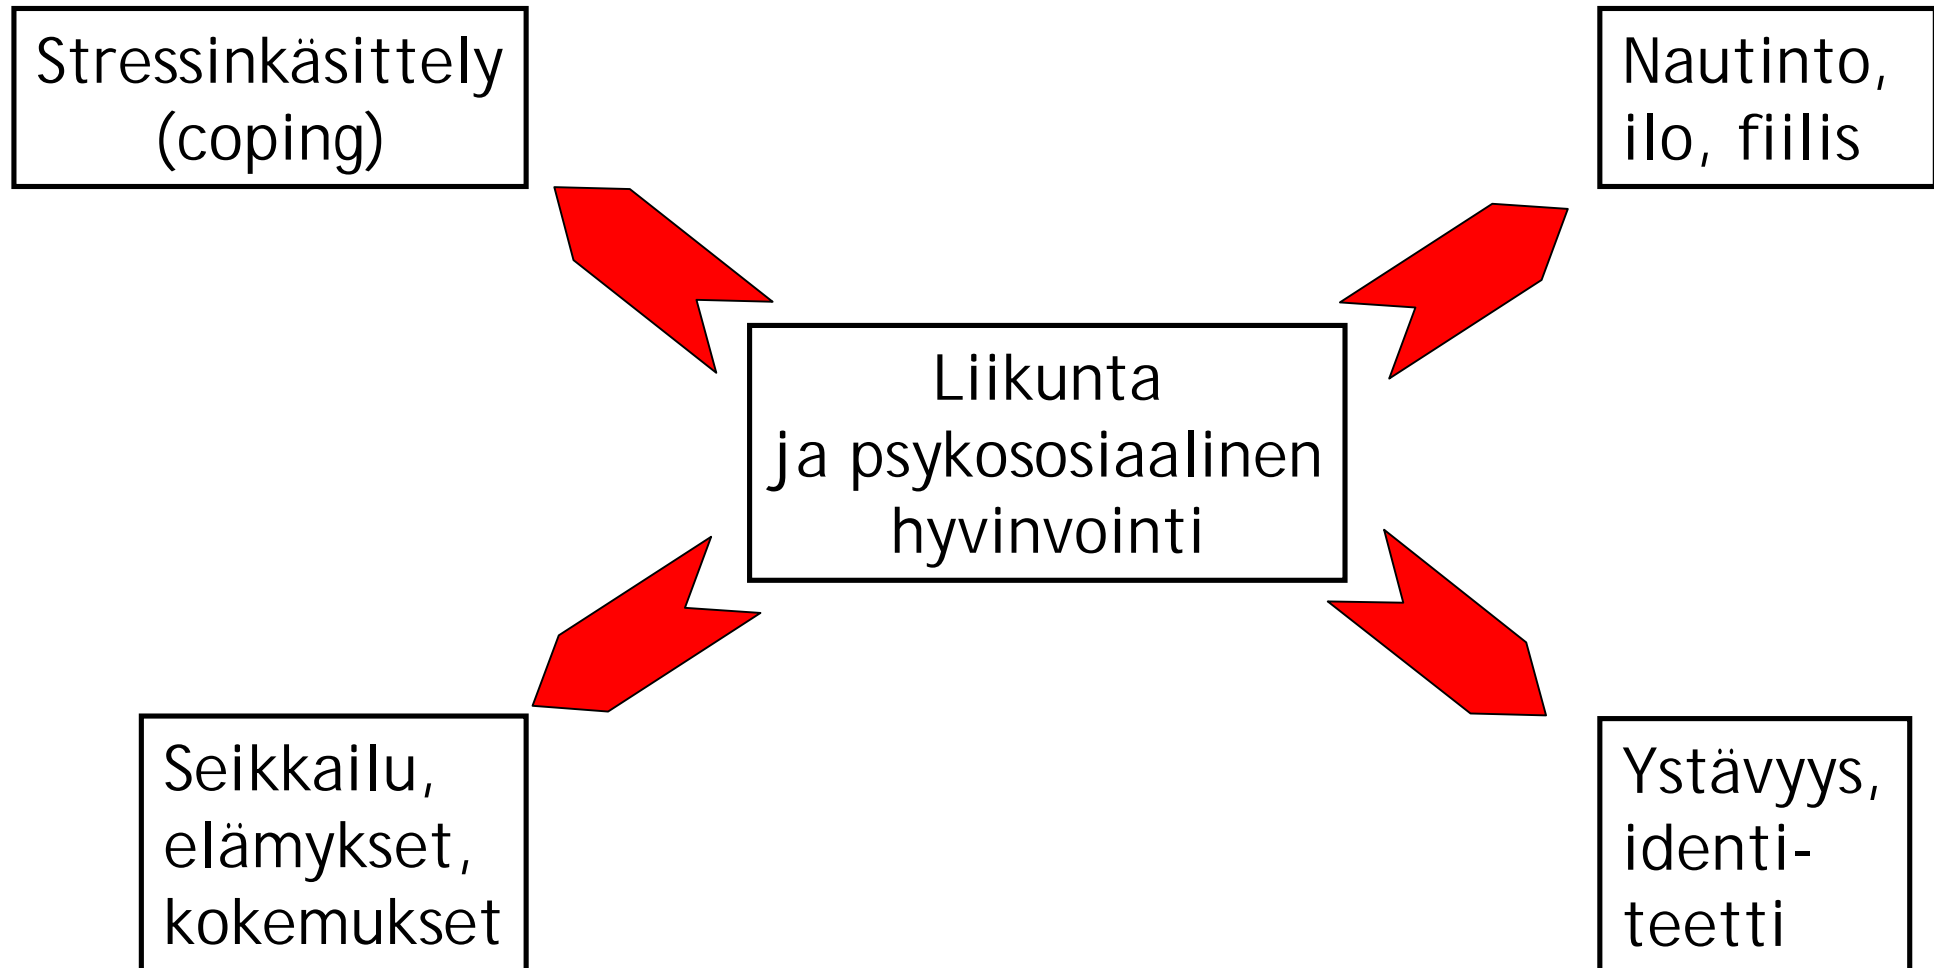 Stressinkäsittely
(coping)
Nautinto,
ilo, fiilis
Liikunta
ja psykososiaalinen
hyvinvointi
Seikkailu,
elämykset,
kokemukset
Ystävyys,
identi-
teetti